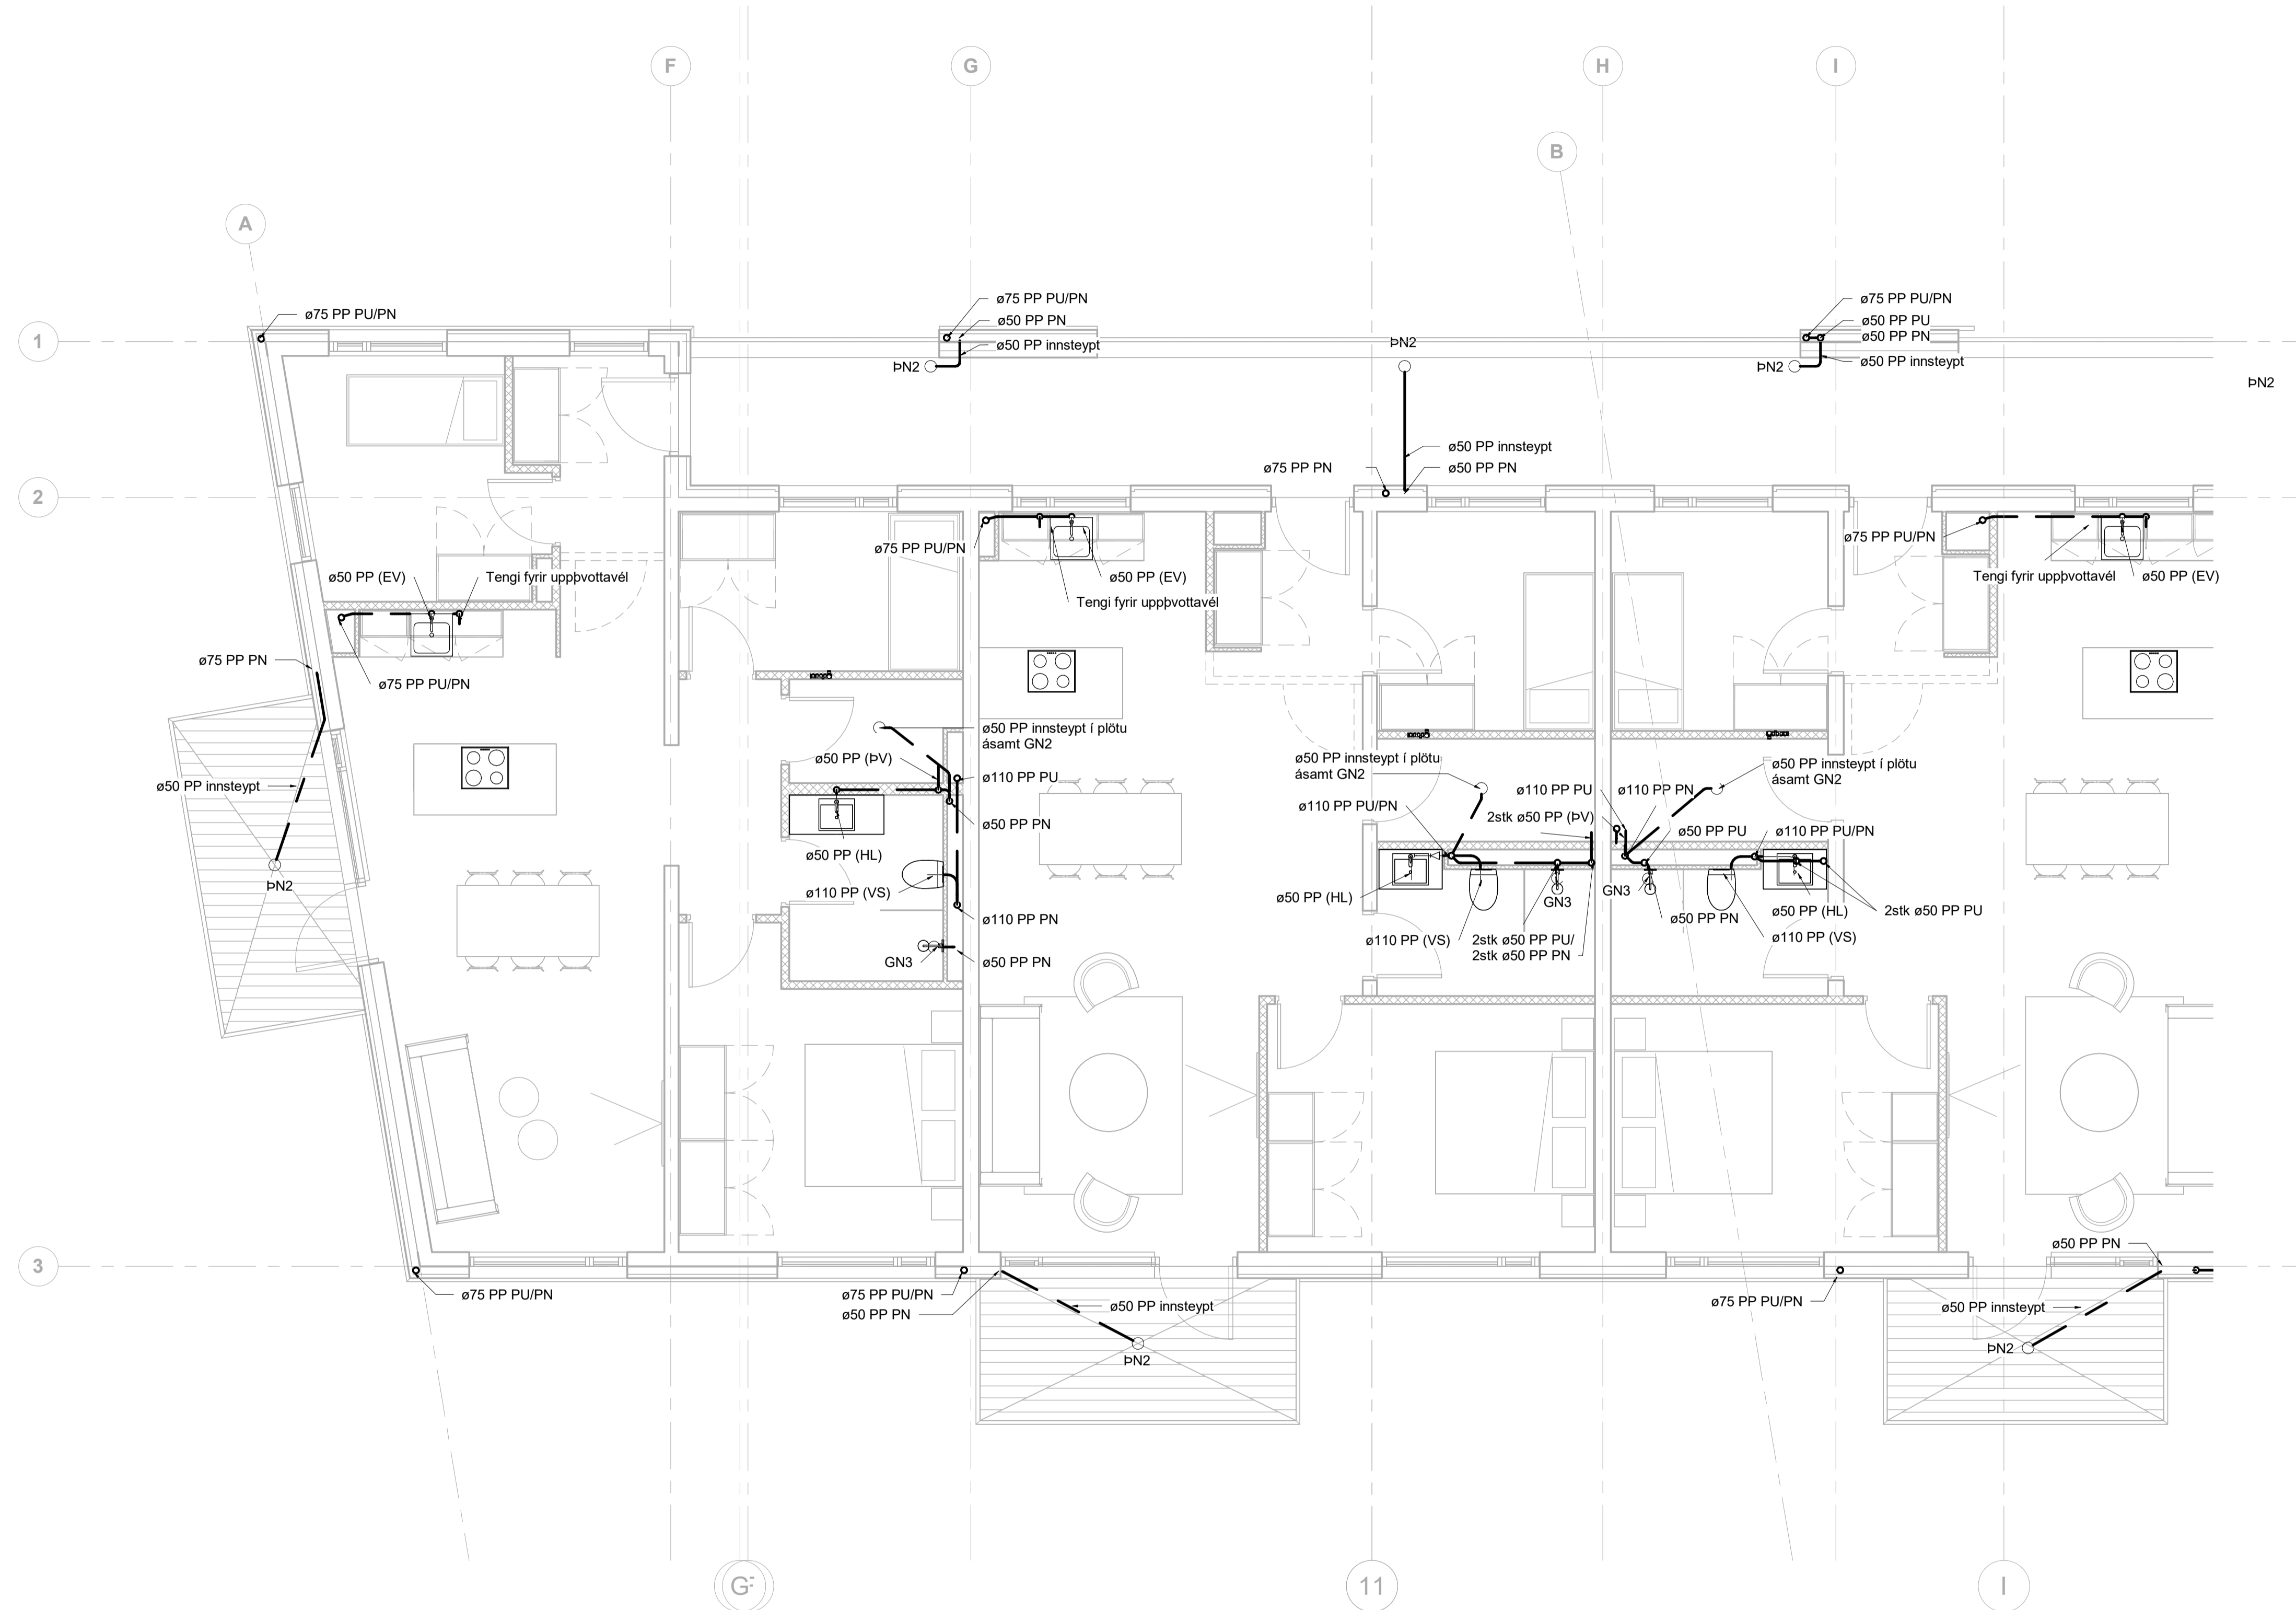 F
G
H
I
B
A
ø75 PP PU/PN
ø75 PP PU/PN
ø75 PP PU/PN
ø50 PP PN
ø50 PP PU
1
ø50 PP PN
ø50 PP innsteypt
ÞN2
ÞN2
ø50 PP innsteypt
ÞN2
ÞN2
ø50 PP innsteypt
ø75 PP PN
ø50 PP PN
2
ø75 PP PU/PN
ø75 PP PU/PN
ø50 PP (EV)
Tengi fyrir uppþvottavél
ø50 PP (EV)
Tengi fyrir uppþvottavél
ø50 PP (EV)
Tengi fyrir uppþvottavél
ø75 PP PN
ø75 PP PU/PN
ø50 PP innsteypt í plötu
ásamt GN2
ø50 PP (ÞV)
ø50 PP innsteypt í plötu
ásamt GN2
ø50 PP innsteypt í plötu
ásamt GN2
ø110 PP PU
ø50 PP innsteypt
ø110 PP PU
ø110 PP PN
ø110 PP PU/PN
2stk ø50 PP (ÞV)
ø50 PP PN
ø50 PP PU
ø110 PP PU/PN
ø50 PP (HL)
ÞN2
ø110 PP (VS)
ø50 PP (HL)
GN3
GN3
ø50 PP (HL)
2stk ø50 PP PU
ø110 PP PN
ø50 PP PN
ø110 PP (VS)
2stk ø50 PP PU/
2stk ø50 PP PN
ø110 PP (VS)
GN3
ø50 PP PN
ø50 PP PN
3
ø75 PP PU/PN
ø75 PP PU/PN
ø50 PP PN
ø50 PP innsteypt
ø75 PP PU/PN
ø50 PP innsteypt
ÞN2
ÞN2
G
11
I